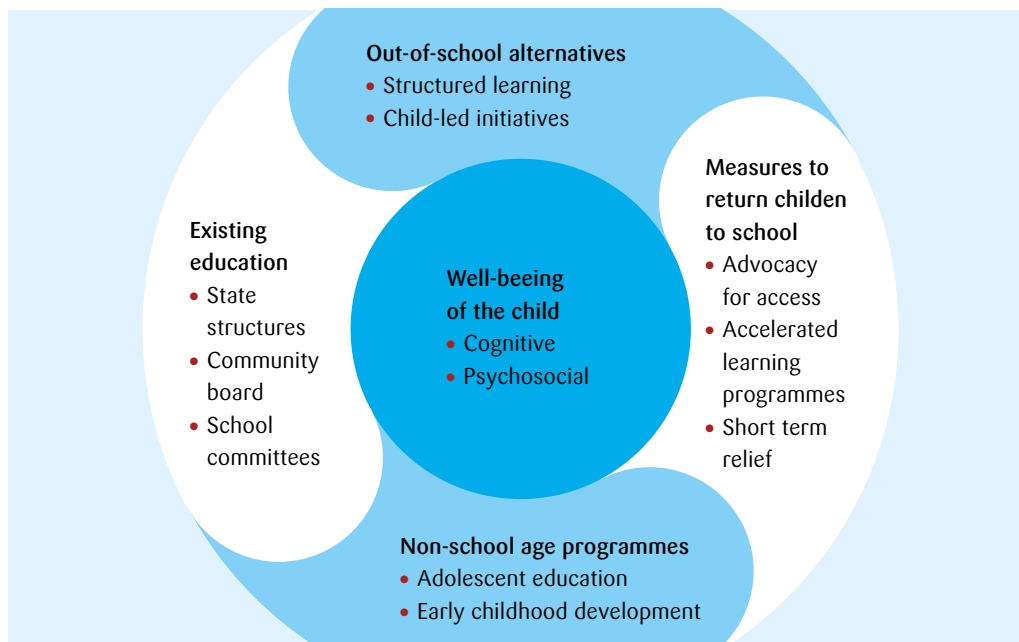 Out-of-school alternatives
• Structured learning
• Child-led initiatives
Measures to
return childen
to school
• Advocacy
for access
• Accelerated
learning
programmes
• Short term
relief
Existing
education
• State
structures
• Community
board
• School
committees
Well-beeing
of the child
• Cognitive
• Psychosocial
Non-school age programmes
• Adolescent education
• Early childhood development